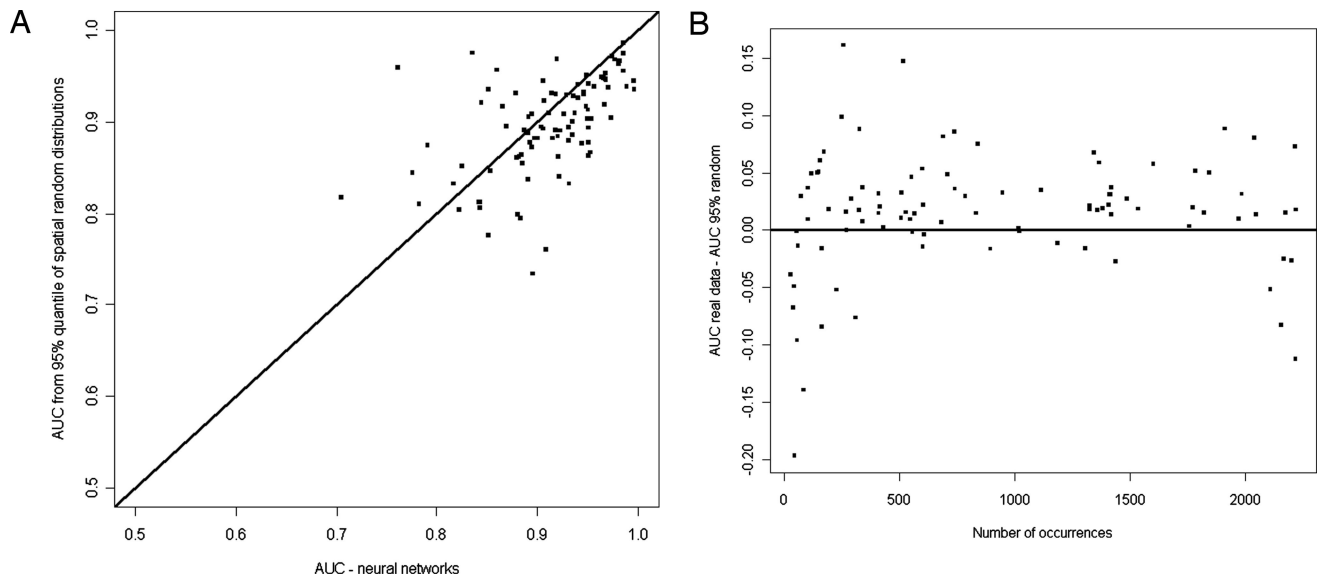 A
AUC from 95% quantile of spatial random distributions
1.0
0.9
0.8
0.7
0.6
0.5
0.5 0.6 0.7 0.8 0.9 1.0
AUC - neural networks
B
AUC real data - AUC 95% random
0.15
0.10
0.05
0.00
-0.05
-0.10
-0.15
-0.20
0 500 1000 1500 2000
Number of occurrences